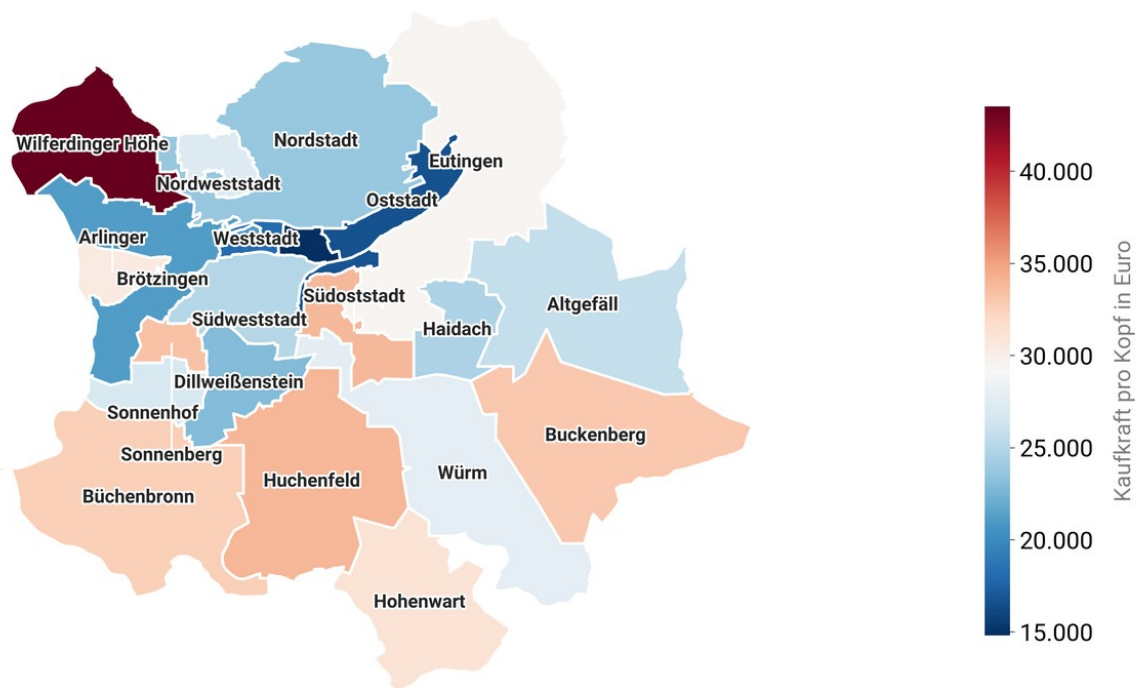 Wilferdinger Höhe
Nordstadt
Eutingen
Nordweststadt
Oststadt
Arlinger
Weststadt
Brötzingen
Südoststadt
Altgefäll
Südweststadt
Haidach
Dillweißenstein
Sonnenhof
Buckenberg
Sonnenberg
Würm
Huchenfeld
Büchenbronn
Hohenwart
40.000
35.000
30.000
25.000
20.000
15.000
Kaufkraft pro Kopf in Euro